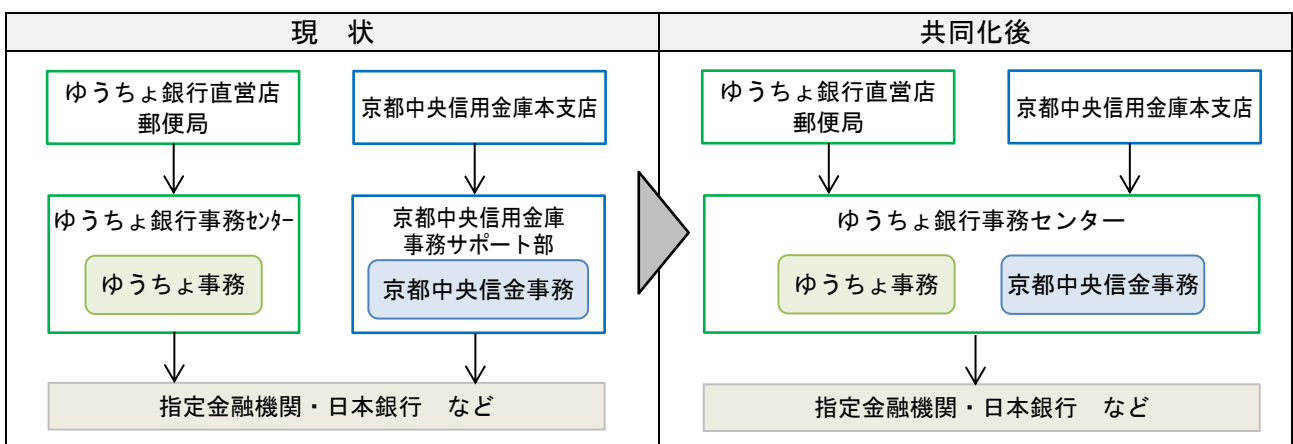 現　状
ゆうちょ銀行直営店
郵便局
京都中央信用金庫本支店
ゆうちょ銀行事務ｾﾝﾀｰ
ゆうちょ事務
京都中央信用金庫
事務サポート部
京都中央信金事務
指定金融機関・日本銀行　など
共同化後
ゆうちょ銀行直営店
郵便局
京都中央信用金庫本支店
ゆうちょ銀行事務センター
ゆうちょ事務
京都中央信金事務
指定金融機関・日本銀行　など